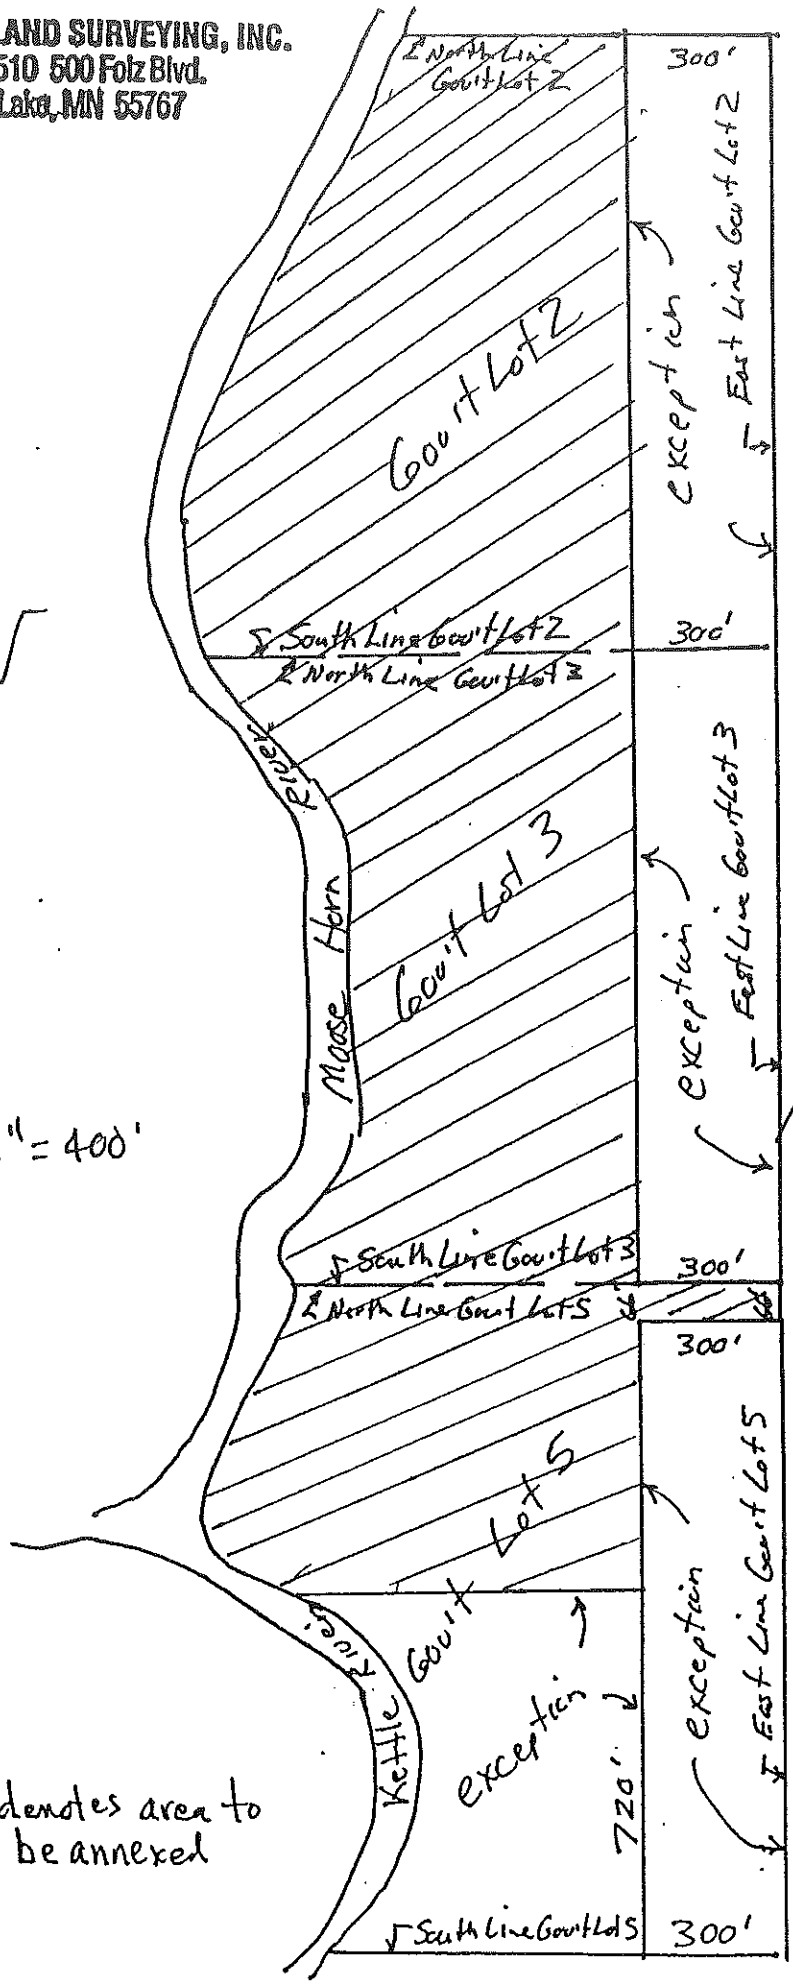 LAND SURVEYING, INC.
510 500 Folz Blvd.
Lake, MN 55767
North Line
Gov't Lot 2
300'
East Line Gov't Lot 2
exception
Gov't Lot 2
South Line Gov't Lot 2
300'
North Line Gov't Lot 3
River
Moose Horn
Gov't Lot 3
exception
East Line Gov't Lot 3
" = 400'
South Line Gov't Lot 3
300'
North Line Gov't Lot 5
66'
66'
300'
Gov't Lot 5
exception
East Line Gov't Lot 5
Kettle River
exception
720'
denotes area to
be annexed
South Line Gov't Lot 5
300'